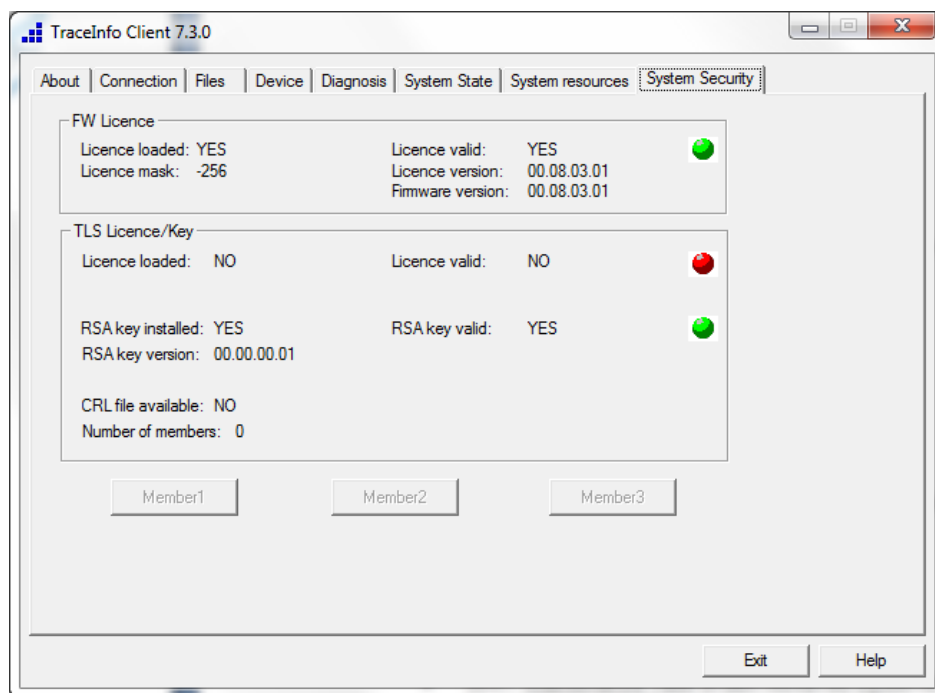 TraceInfo Client 7.3.0
About Connection Files Device Diagnosis System State System resources System Security
FW Licence
Licence loaded: YES Licence valid: YES
Licence mask: -256 Licence version: 00.08.03.01
Firmware version: 00.08.03.01
TLS Licence/Key
Licence loaded: NO Licence valid: NO
RSA key installed: YES RSA key valid: YES
RSA key version: 00.00.00.01
CRL file available: NO
Number of members: 0
Member1 Member2 Member3
Exit Help